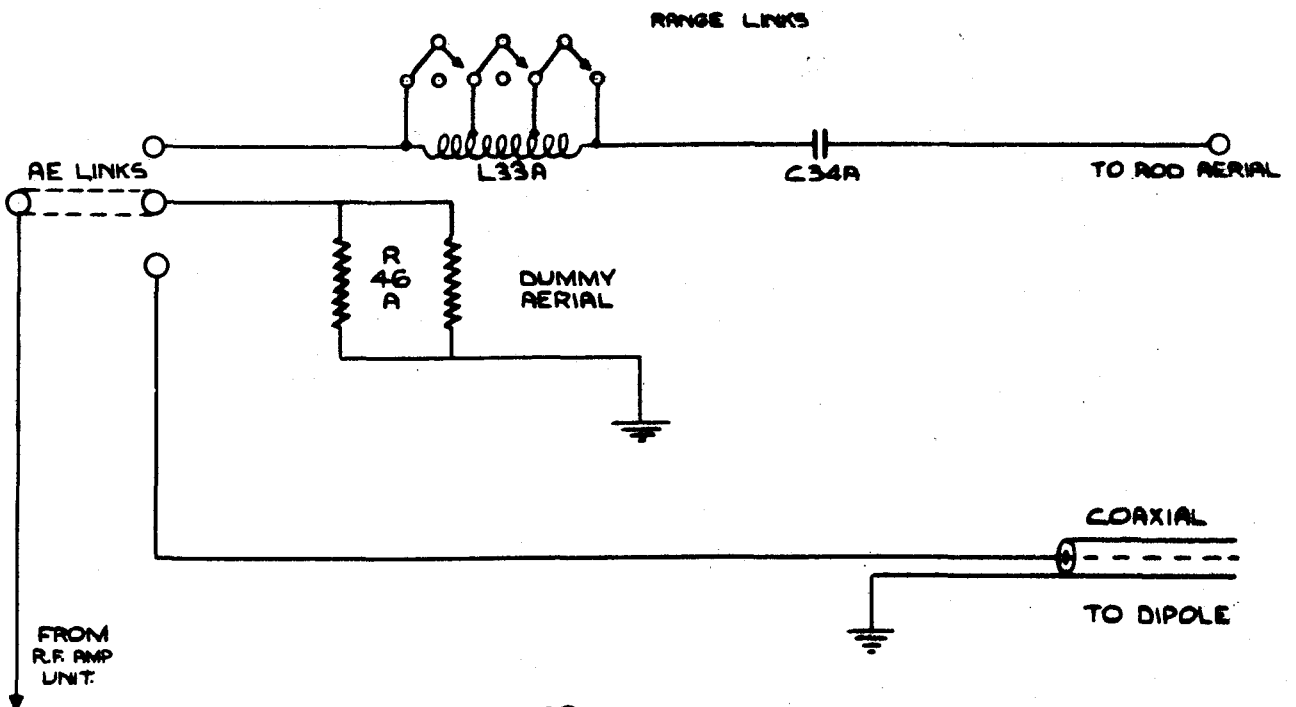 RANGE LINKS
L33A
C34A
TO ROD AERIAL
AE LINKS
R
46
A
DUMMY
AERIAL
COAXIAL
TO DIPOLE
FROM
R.F. AMP
UNIT.